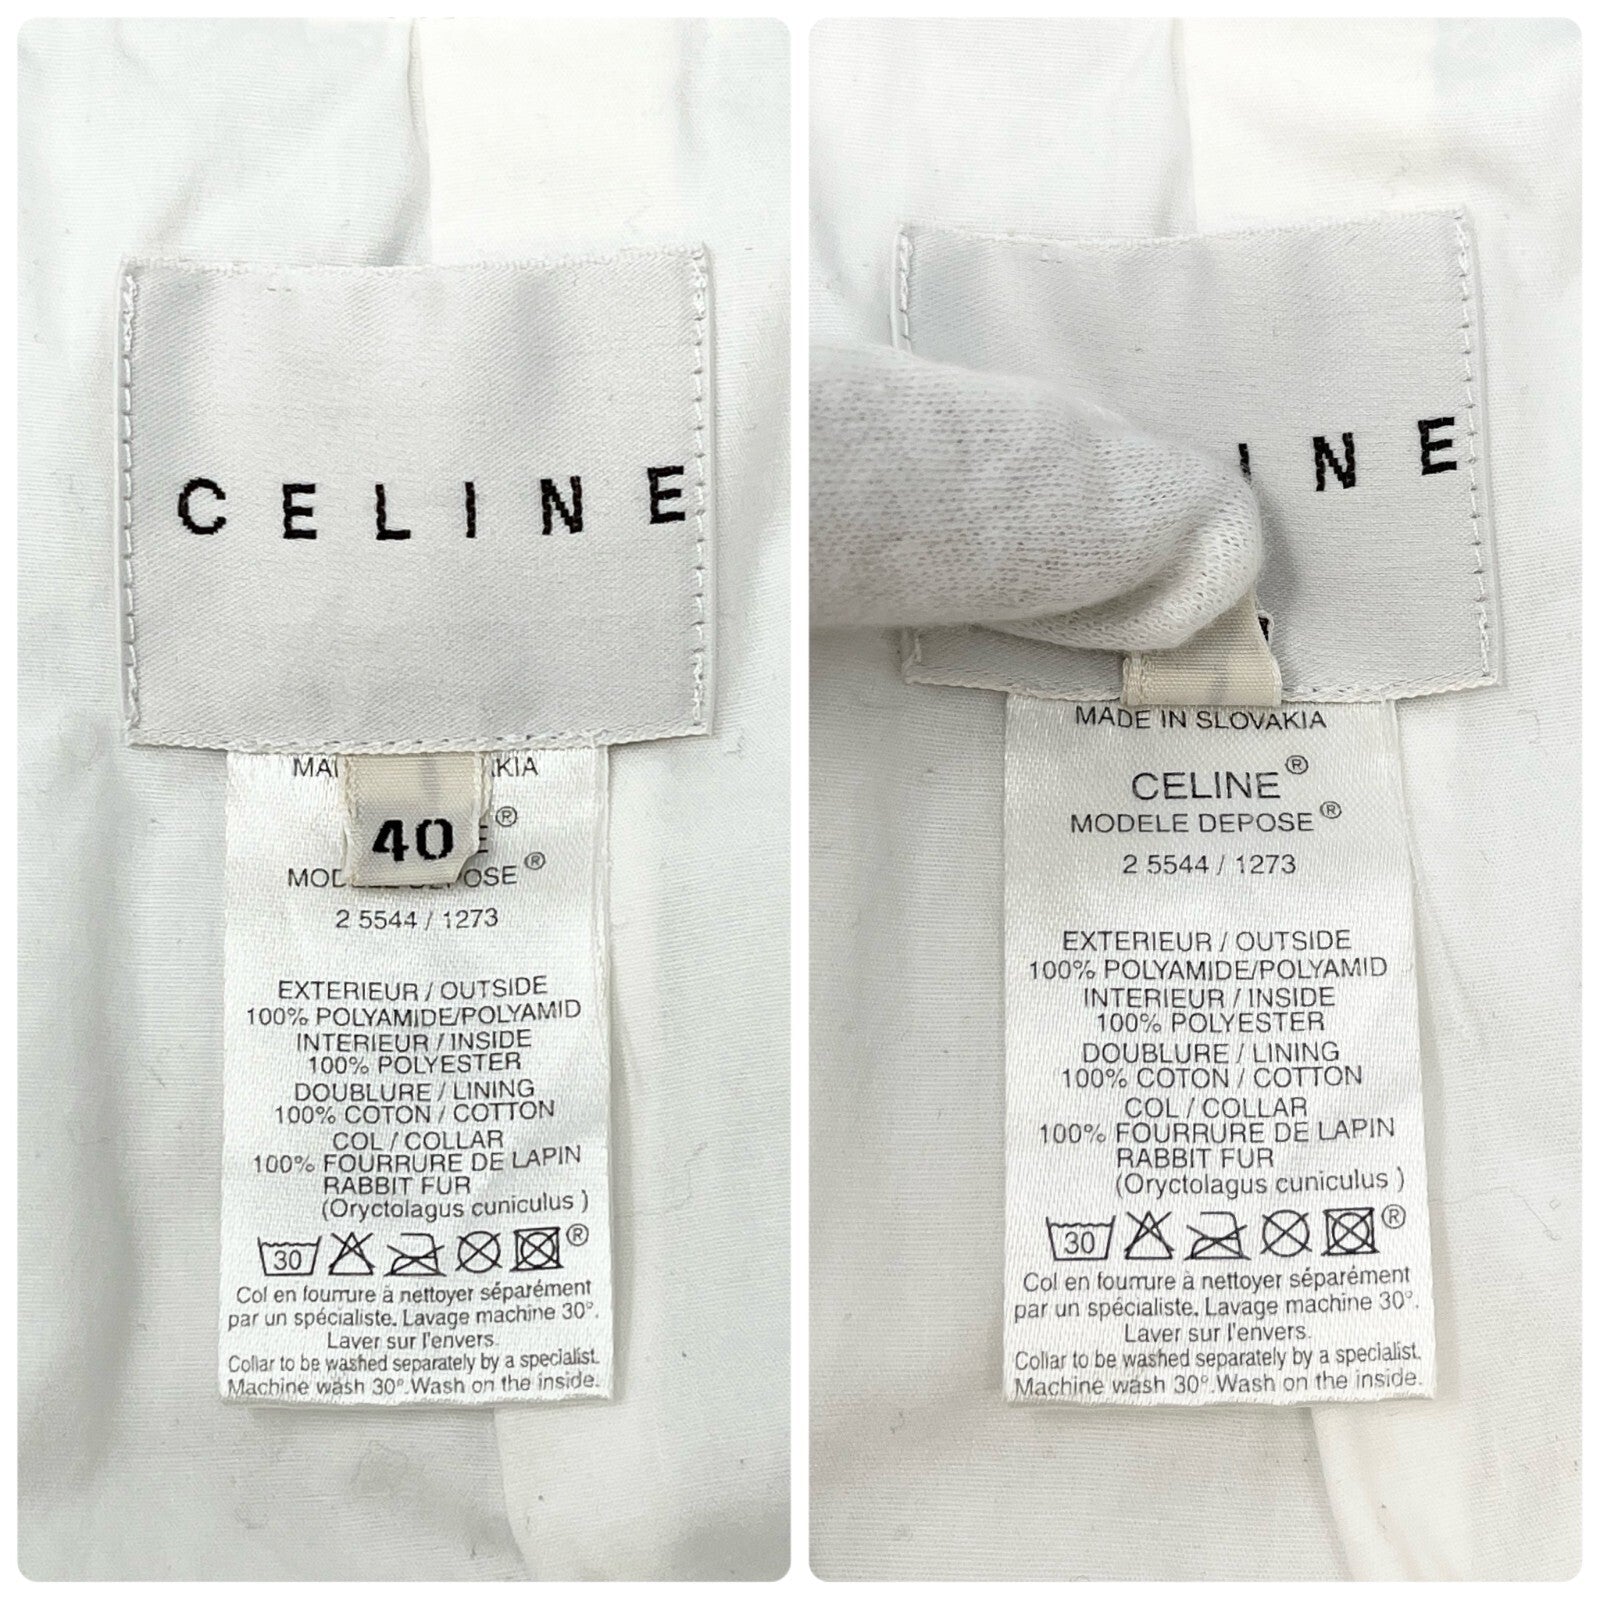 CELINE
40
MA KIA
E®
MOD OSE®
2 5544 / 1273
EXTERIEUR / OUTSIDE
100% POLYAMIDE/POLYAMID
INTERIEUR / INSIDE
100% POLYESTER
DOUBLURE / LINING
100% COTON / COTTON
COL / COLLAR
100% FOURRURE DE LAPIN
RABBIT FUR
(Oryctolagus cuniculus )
30 ®
Col en fourrure à nettoyer séparément
par un spécialiste. Lavage machine 30°.
Laver sur l'envers.
Collar to be washed separately by a specialist.
Machine wash 30°.Wash on the inside.
INE
MADE IN SLOVAKIA
CELINE®
MODELE DEPOSE®
2 5544 / 1273
EXTERIEUR / OUTSIDE
100% POLYAMIDE/POLYAMID
INTERIEUR / INSIDE
100% POLYESTER
DOUBLURE / LINING
100% COTON / COTTON
COL / COLLAR
100% FOURRURE DE LAPIN
RABBIT FUR
(Oryctolagus cuniculus )
30 ®
Col en fourrure à nettoyer séparément
par un spécialiste. Lavage machine 30°.
Laver sur l'envers.
Collar to be washed separately by a specialist.
Machine wash 30°.Wash on the inside.